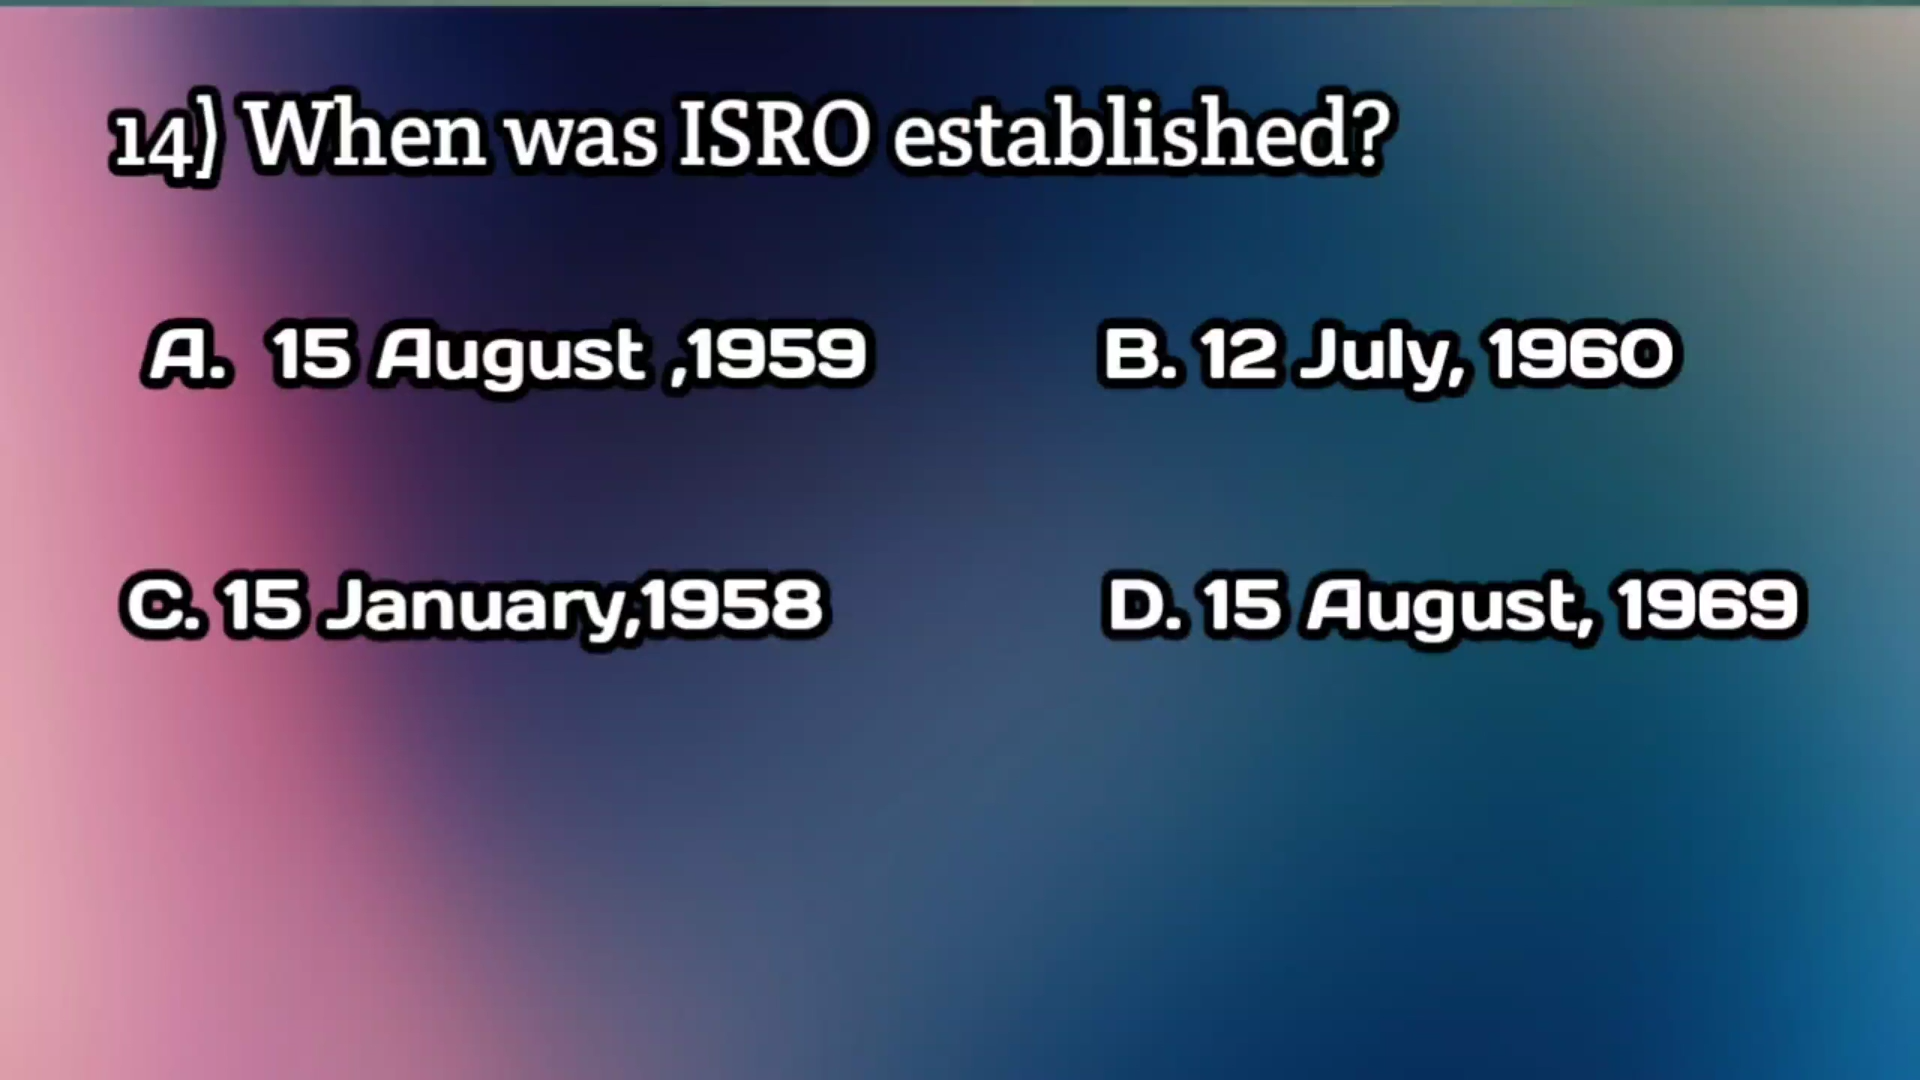 14) When was ISRO established?
A. 15 August ,1959
B. 12 July, 1960
C. 15 January,1958
D. 15 August, 1969